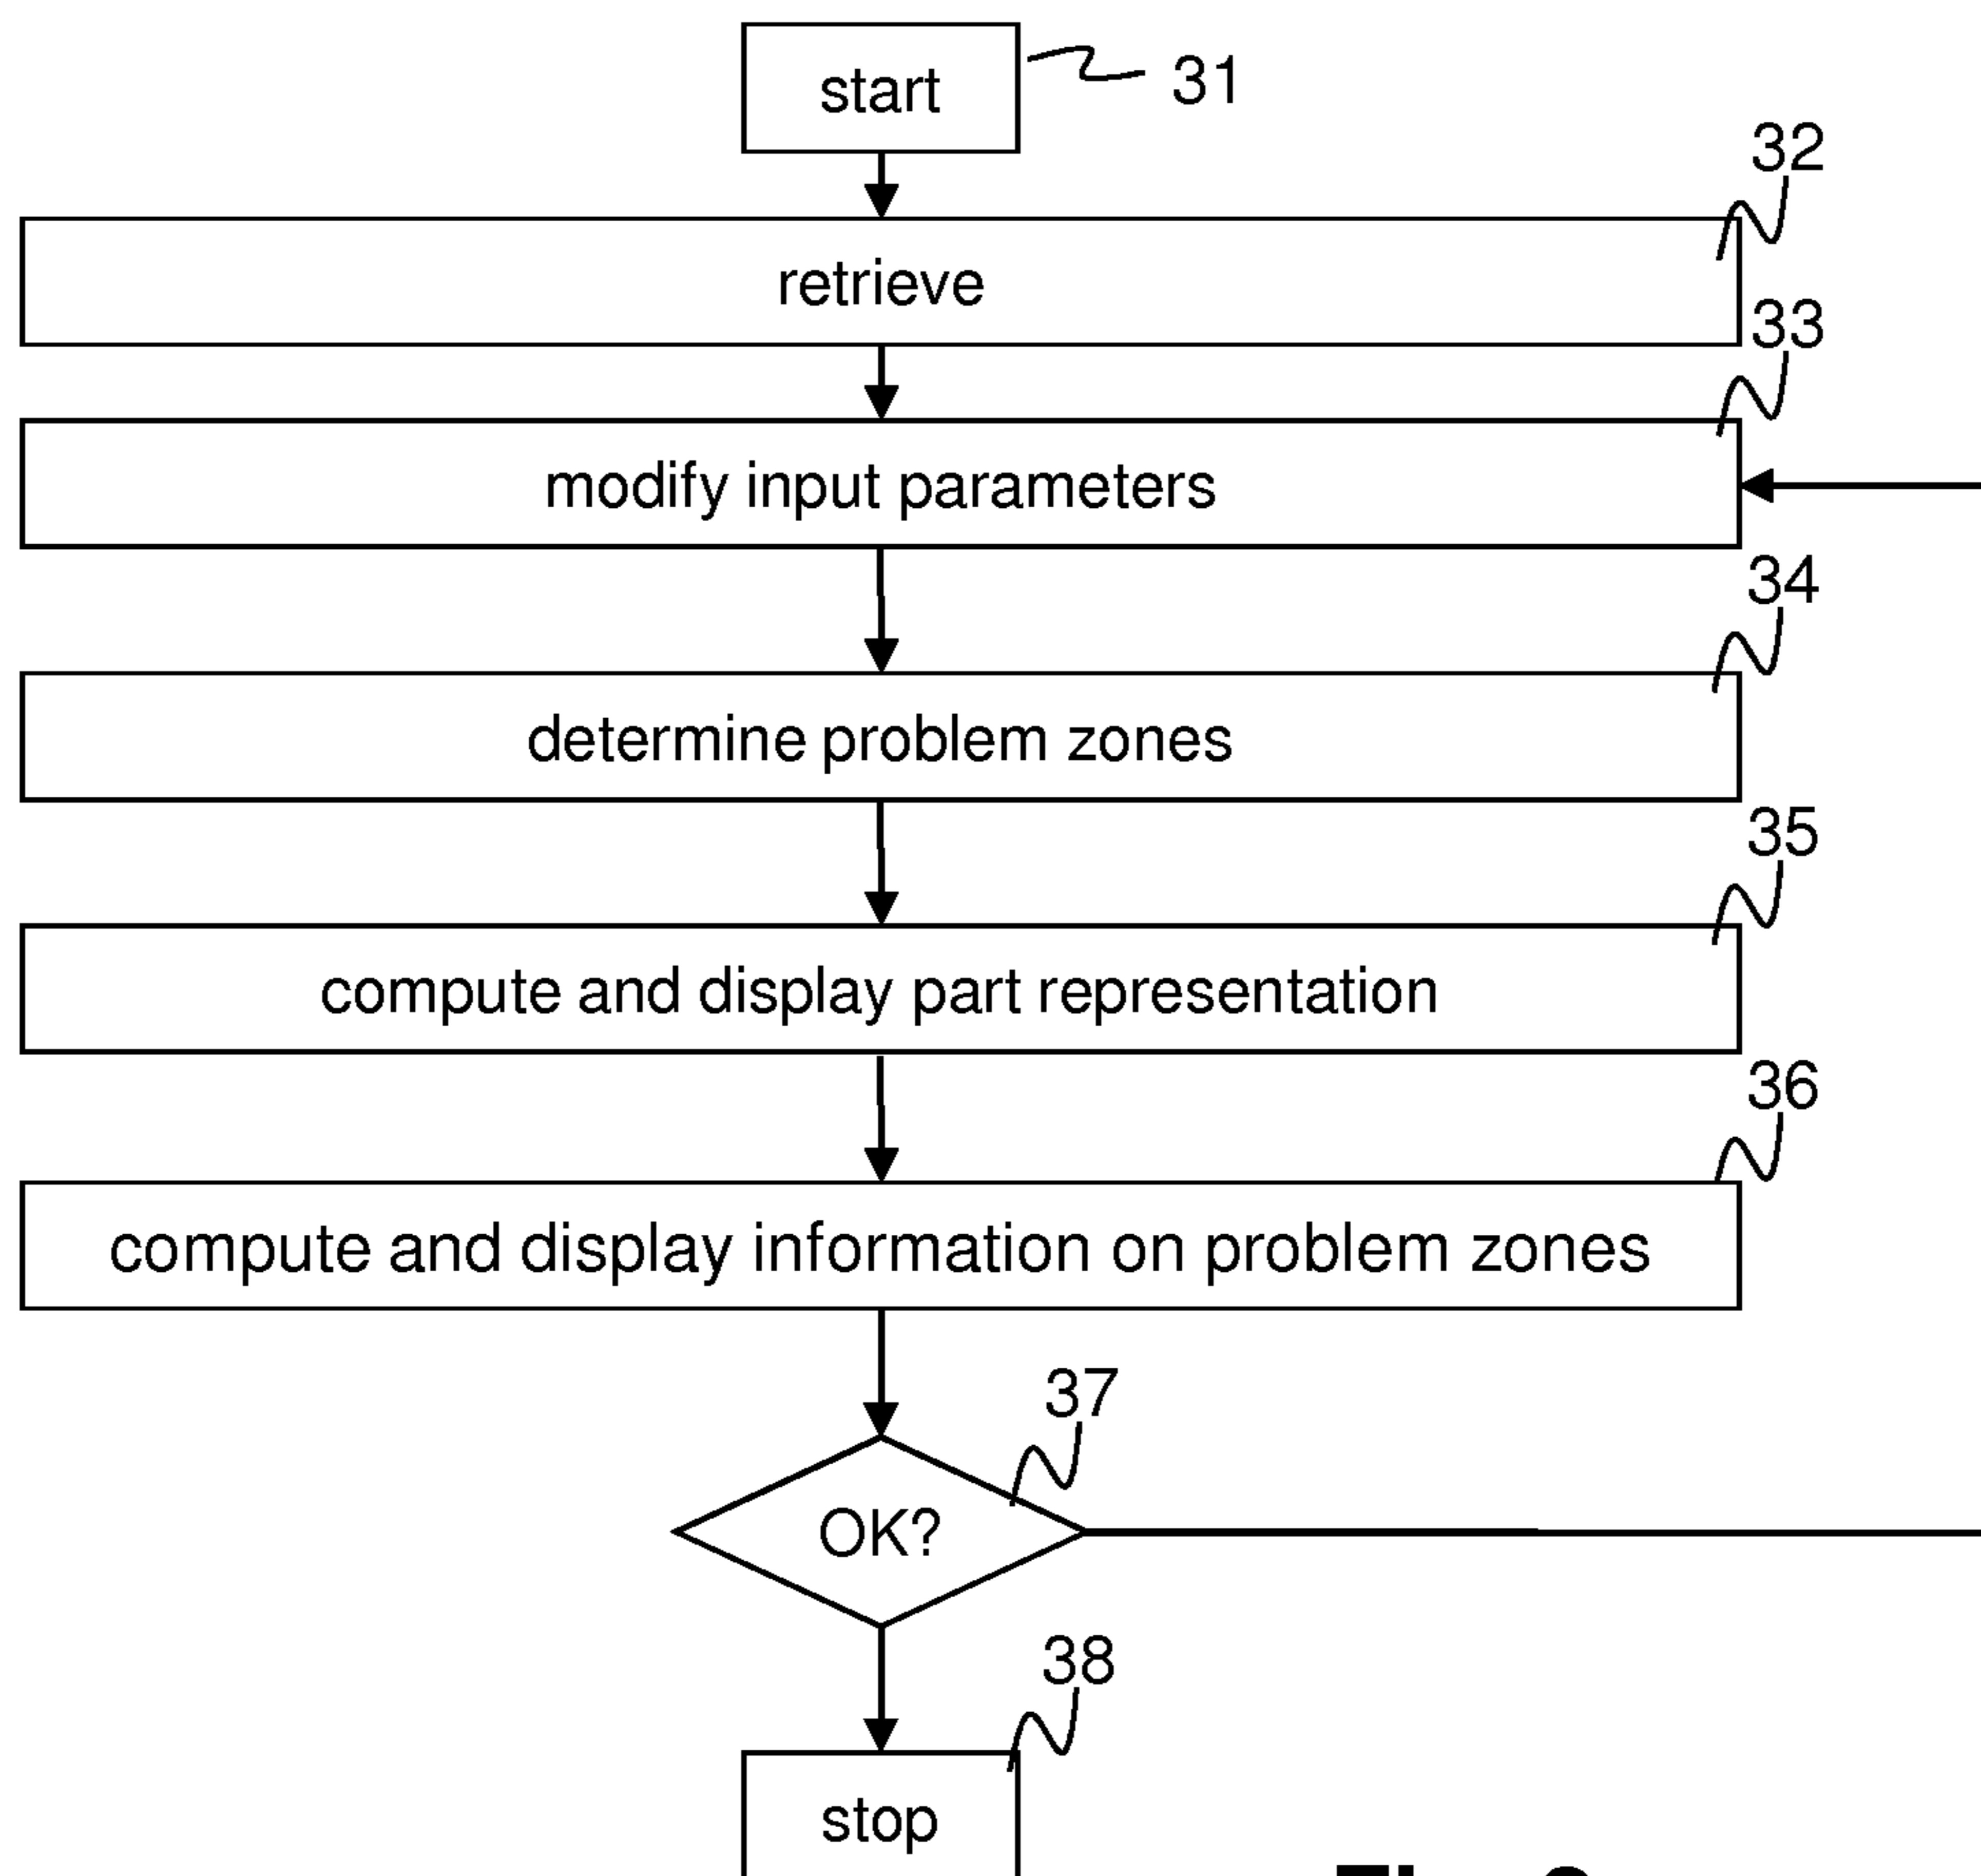 start
31
32
retrieve
33
modify input parameters
34
determine problem zones
35
compute and display part representation
36
compute and display information on problem zones
37
OK?
38
stop